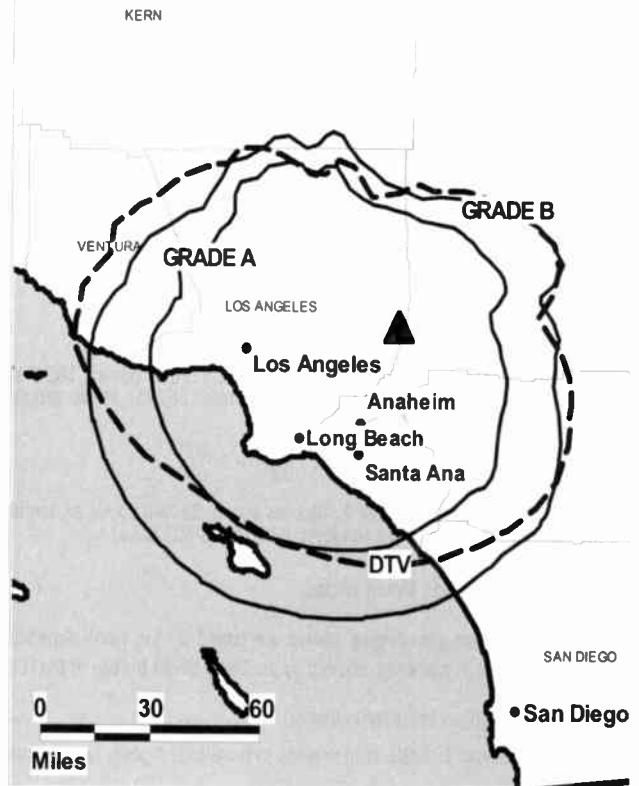 KERN
GRADE B
VENTURA
GRADE A
LOS ANGELES
Los Angeles
Anaheim
Long Beach
Santa Ana
DTV
SAN DIEGO
0 30 60
San Diego
Miles